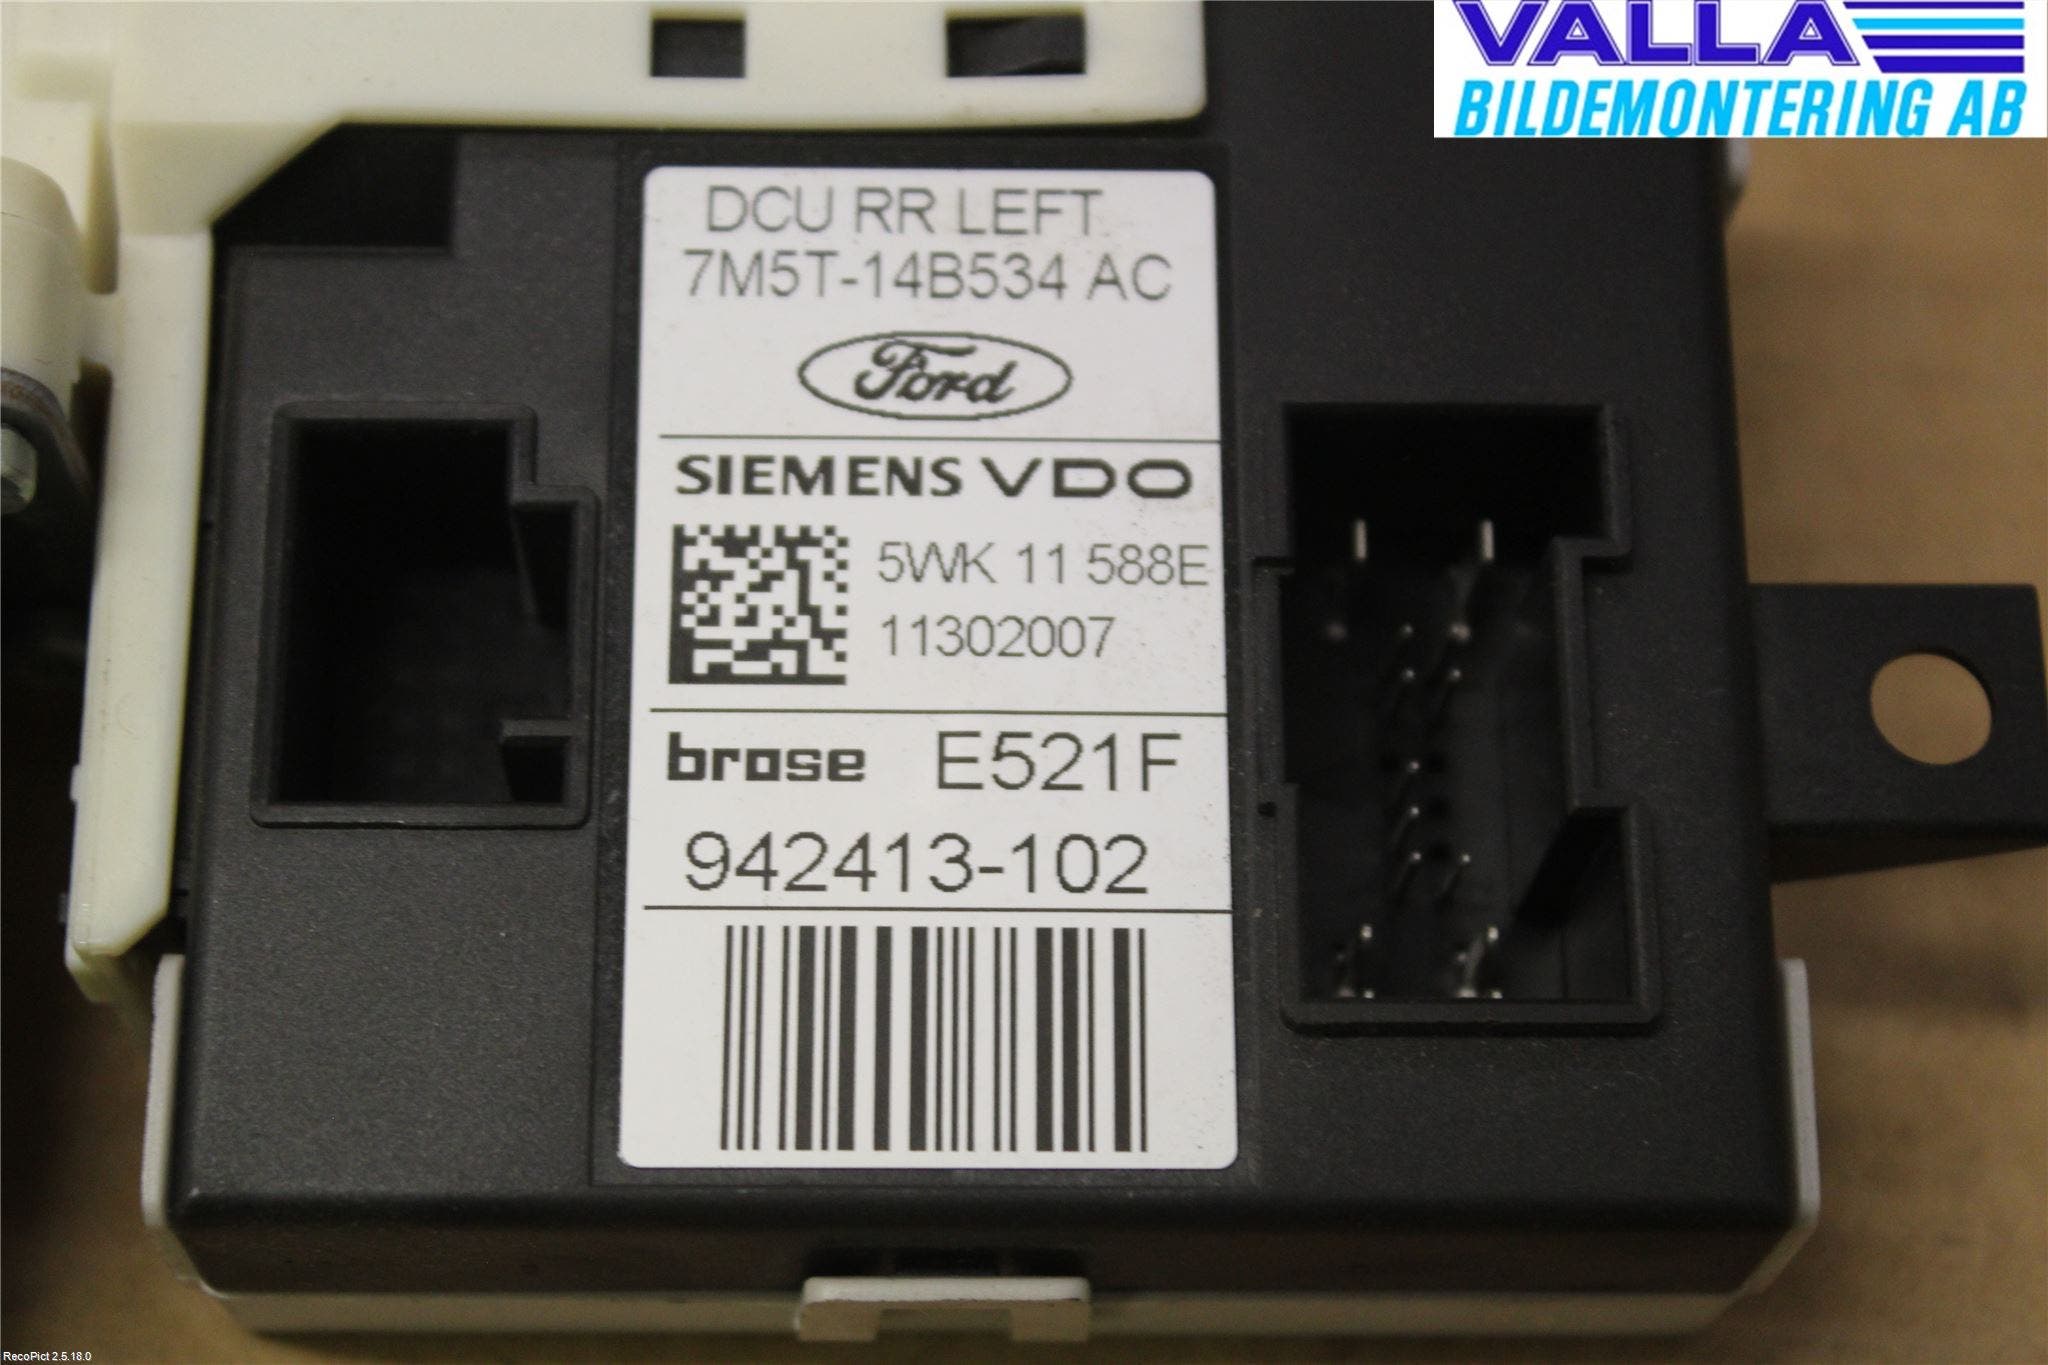 VALLA
BILDEMONTERING AB
DCU RR LEFT
7M5T-14B534 AC
Ford
SIEMENS VDO
5WK 11 588E
11302007
brose E521F
942413-102
RecoPict 2.5.18.0